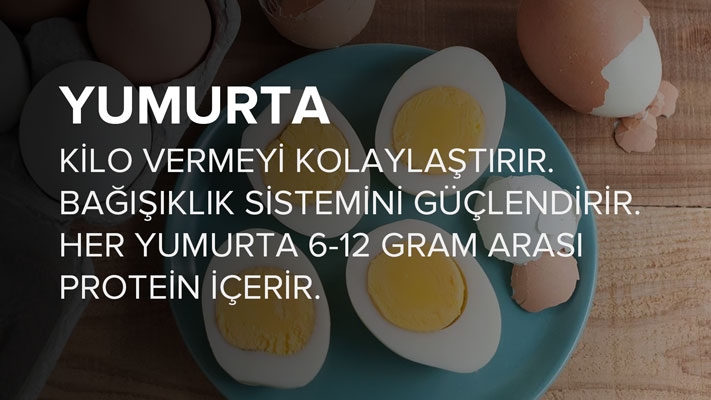 YUMURTA
KİLO VERMEYİ KOLAYLAŞTIRIR.
BAĞIŞIKLIK SİSTEMİNİ GÜÇLENDİRİR.
HER YUMURTA 6-12 GRAM ARASI
PROTEİN İÇERİR.